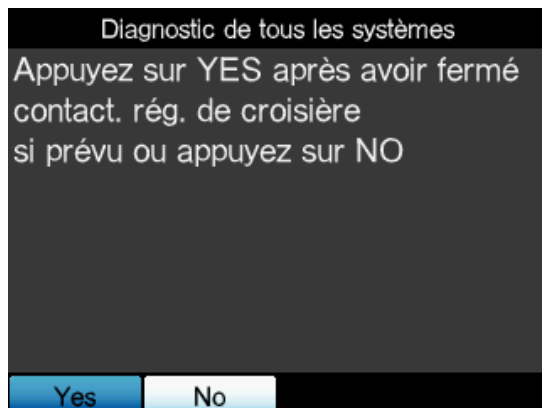 Diagnostic de tous les systèmes
Appuyez sur YES après avoir fermé
contact. rég. de croisière
si prévu ou appuyez sur NO
Yes No